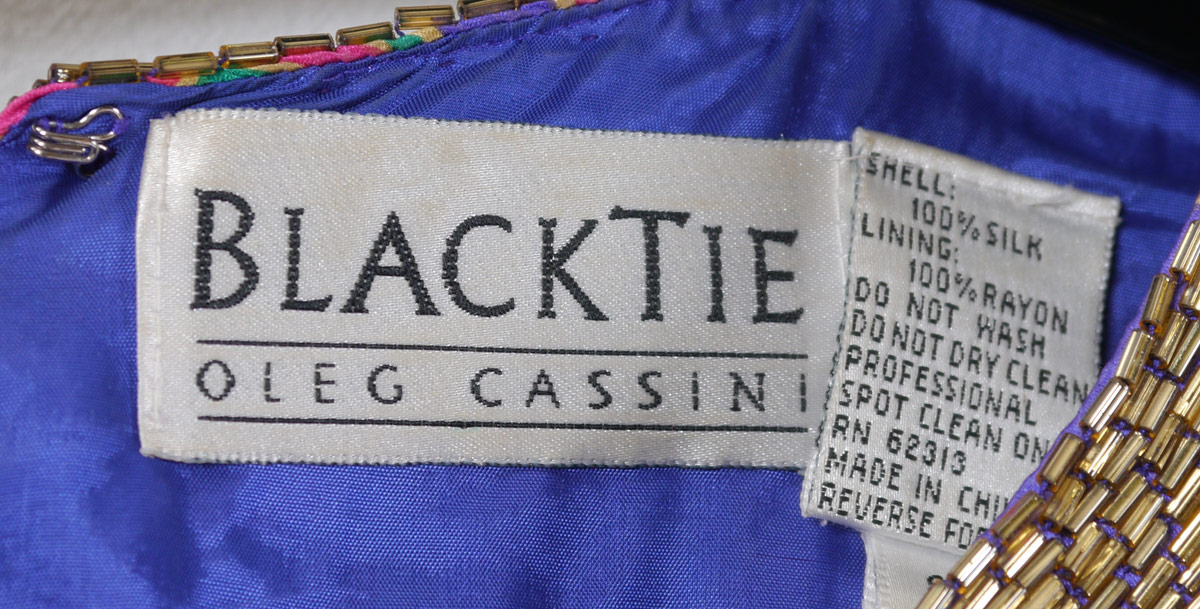 BLACKTIE
OLEG CASSINI
SHELL:
100% SILK
LINING:
100% RAYON
DO NOT WASH
DO NOT DRY CLEAN
PROFESSIONAL
SPOT CLEAN ON
RN 62313
MADE IN CHI
REVERSE FO